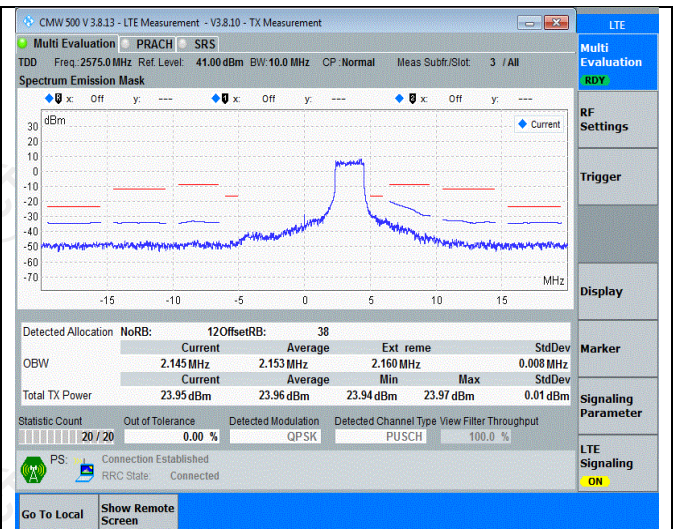 CMW 500 V 3.8.13 - LTE Measurement - V3.8.10 - TX Measurement
LTE
Multi Evaluation PRACH SRS
Multi
Evaluation
RDY
TDD Freq.:2575.0 MHz Ref. Level: 41.00 dBm BW:10.0 MHz CP :Normal Meas Subfr./Slot: 3 / All
Spectrum Emission Mask
x: Off y: --- x: Off y: --- x: Off y: ---
RF
Settings
dBm
Current
30
20
10
0
-10
-20
-30
-40
-50
-60
-70
MHz
-15 -10 -5 0 5 10 15
Trigger
Display
Detected Allocation NoRB: 12 OffsetRB: 38
Current Average Ext reme StdDev
OBW 2.145 MHz 2.153 MHz 2.160 MHz 0.008 MHz
Current Average Min Max StdDev
Total TX Power 23.95 dBm 23.96 dBm 23.94 dBm 23.97 dBm 0.01 dBm
Marker
Signaling
Parameter
Statistic Count Out of Tolerance Detected Modulation Detected Channel Type View Filter Throughput
20 / 20 0.00 % QPSK PUSCH 100.0 %
LTE
Signaling
ON
PS: Connection Established
RRC State: Connected
Go To Local Show Remote
Screen